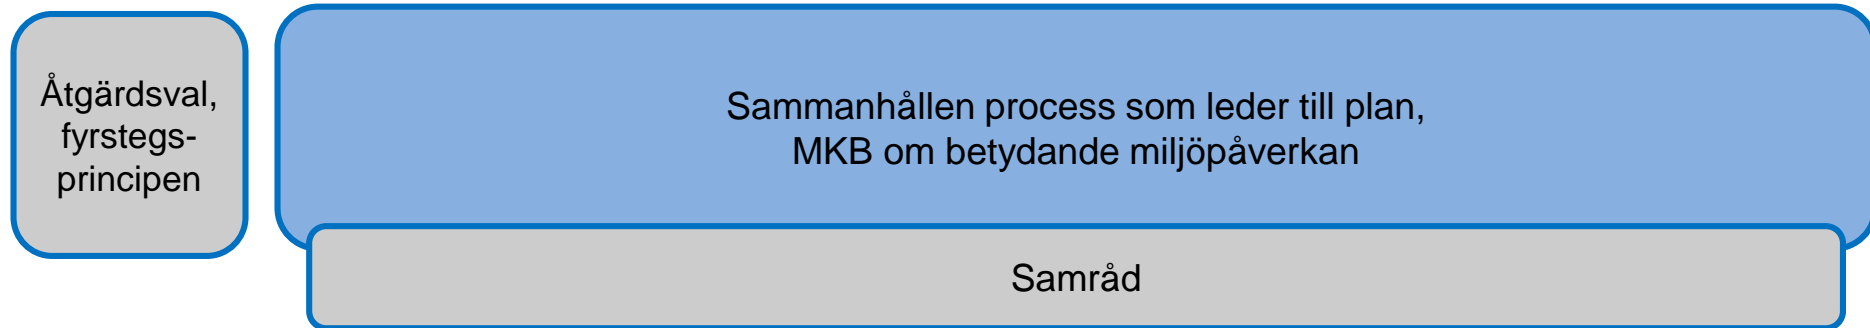 Åtgärdsval,
fyrstegs-
principen
Sammanhållen process som leder till plan,
MKB om betydande miljöpåverkan
Samråd